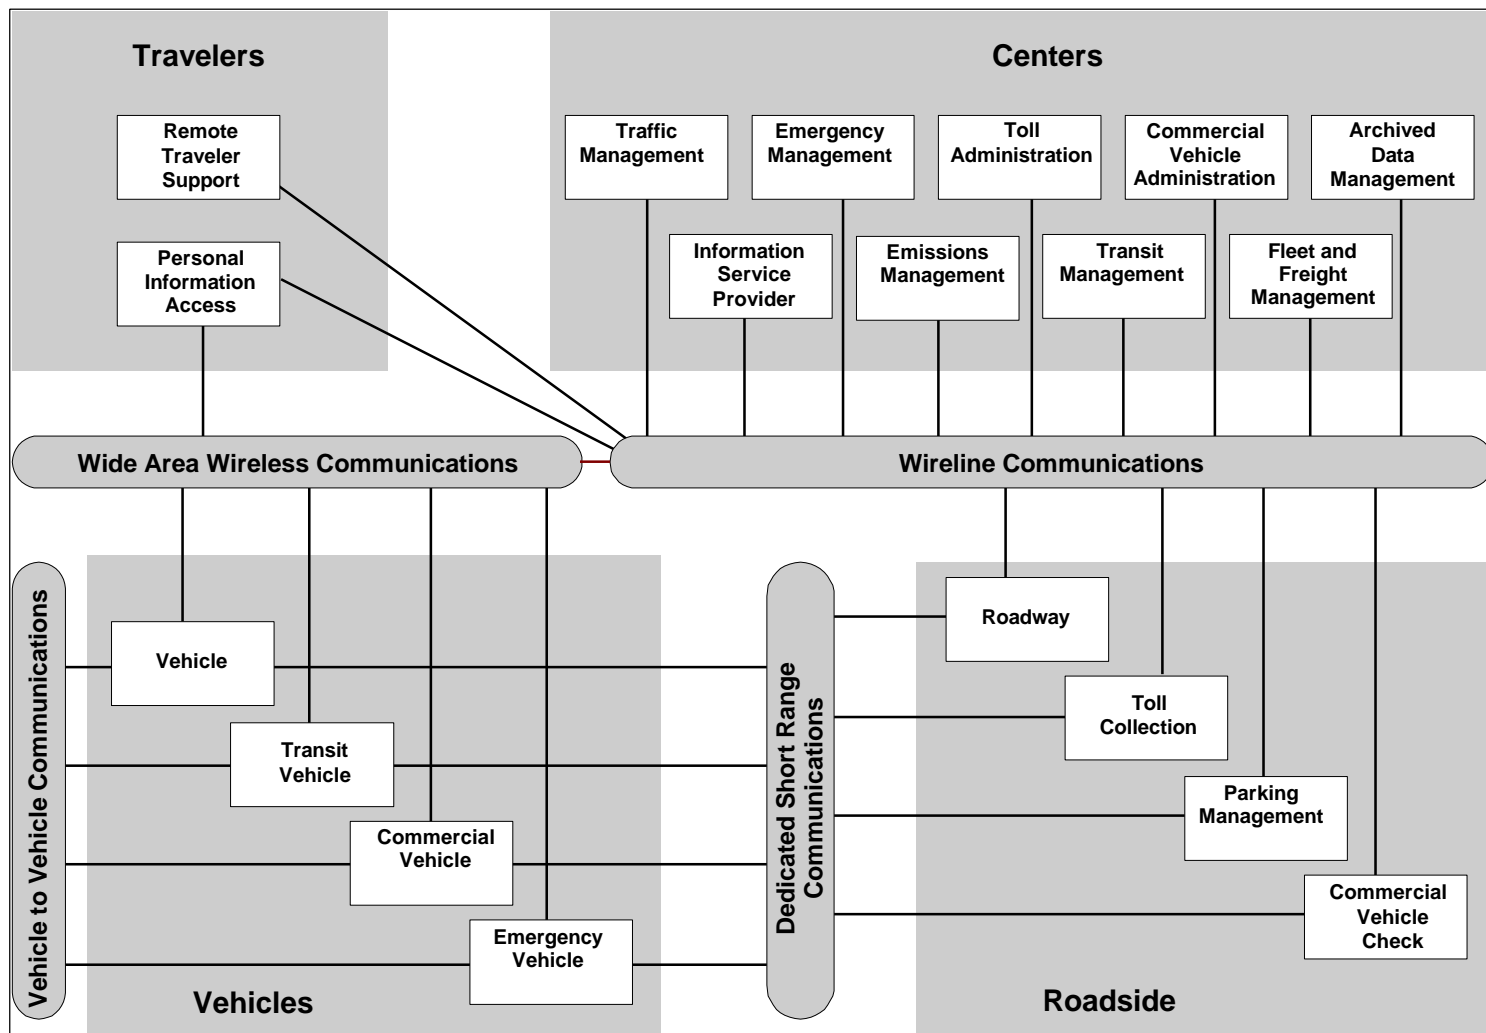 Travelers
Centers
Remote
Traveler
Support
Personal
Information
Access
Traffic
Management
Emergency
Management
Toll
Administration
Commercial
Vehicle
Administration
Archived
Data
Management
Information
Service
Provider
Emissions
Management
Transit
Management
Fleet and
Freight
Management
Wide Area Wireless Communications
Wireline Communications
Vehicle to Vehicle Communications
Vehicle
Transit
Vehicle
Commercial
Vehicle
Emergency
Vehicle
Vehicles
Dedicated Short Range
Communications
Roadway
Toll
Collection
Parking
Management
Commercial
Vehicle
Check
Roadside